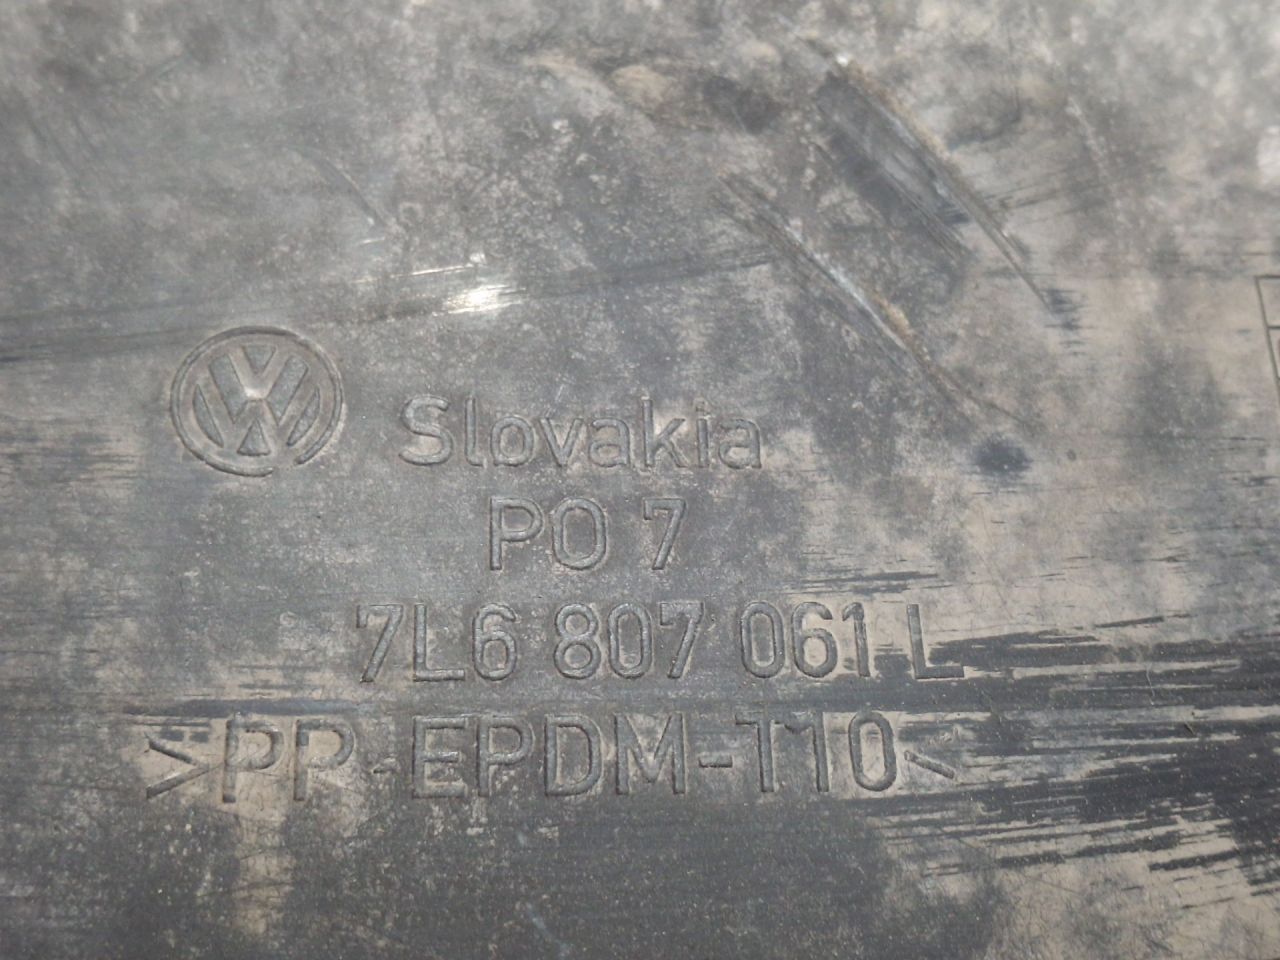 Slovakia
PO 7
7L6 807 061 L
>PP-EPDM-T10<